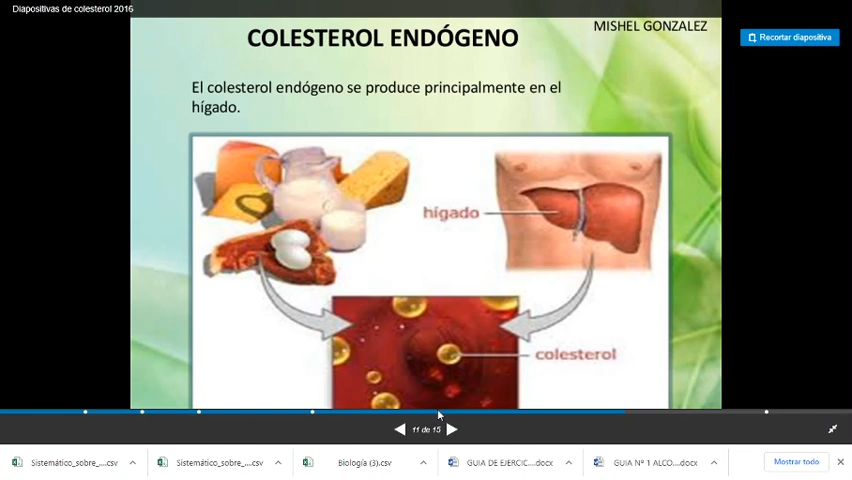 Diapositivas de colesterol 2016
MISHEL GONZALEZ
COLESTEROL ENDÓGENO
Recortar diapositiva
El colesterol endógeno se produce principalmente en el
hígado.
hígado
colesterol
11 de 15
Sistemático_sobre_....csv
Sistemático_sobre_....csv
Biología (3).csv
GUIA DE EJERCIC....docx
GUIA Nº 1 ALCO....docx
Mostrar todo